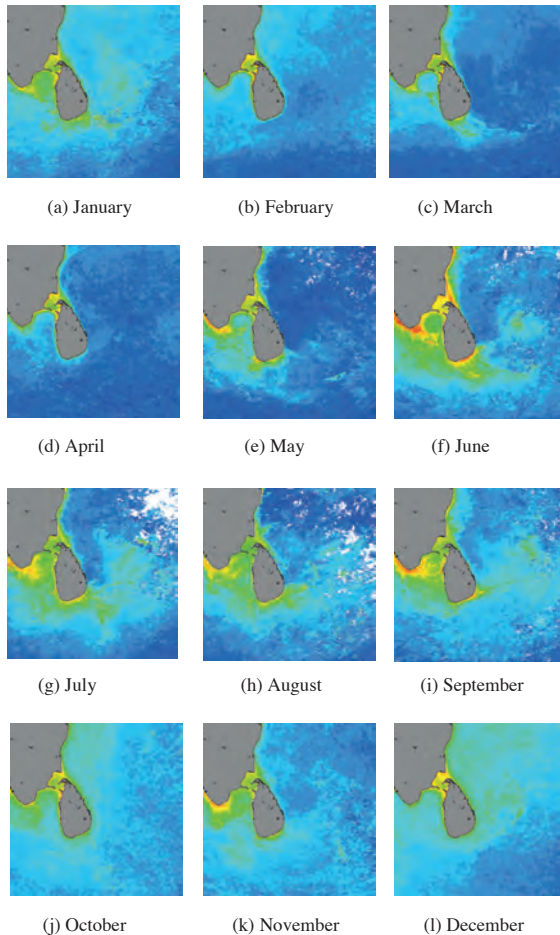 (a) January
(b) February
(c) March
(d) April
(e) May
(f) June
(g) July
(h) August
(i) September
(j) October
(k) November
(l) December